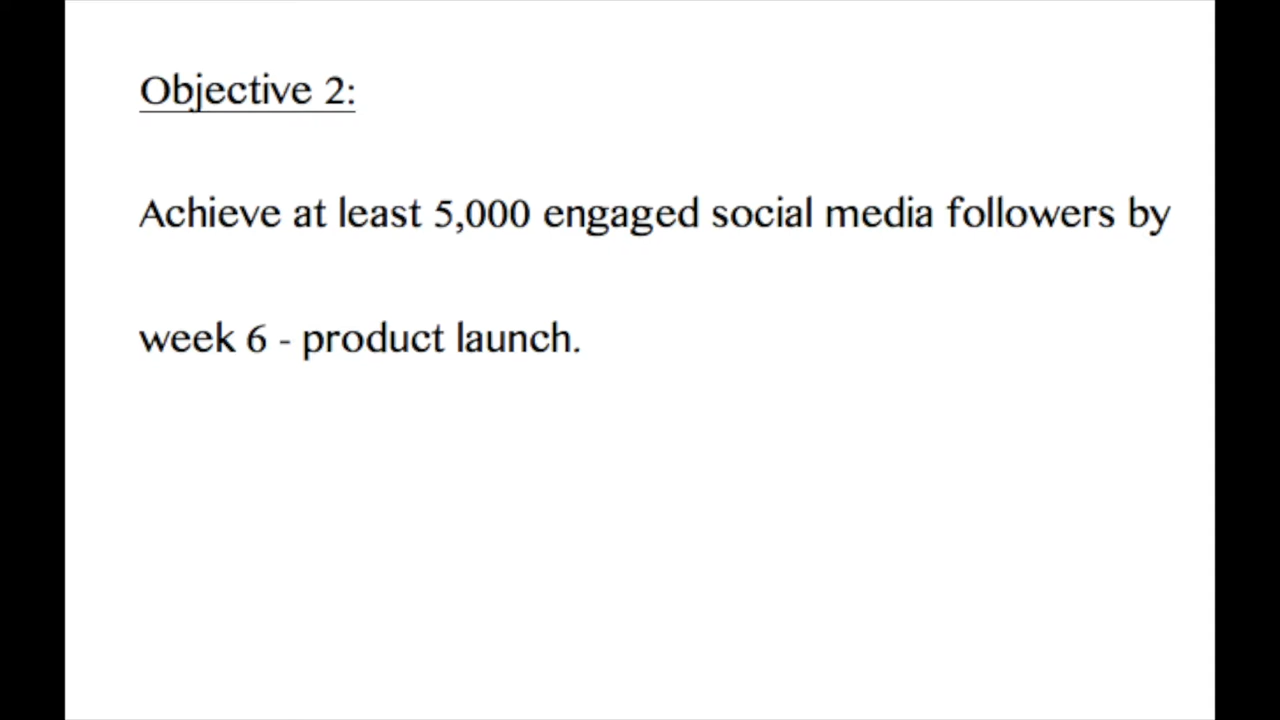 Objective 2:
Achieve at least 5,000 engaged social media followers by
week 6 - product launch.